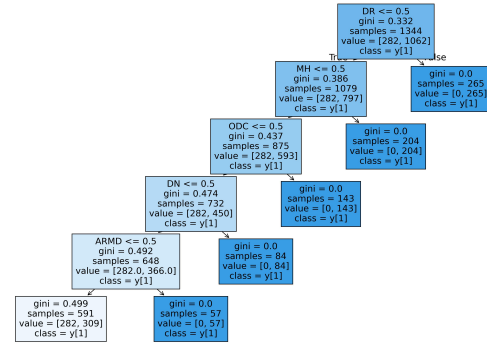 DR <= 0.5
gini = 0.332
samples = 1344
value = [282, 1062]
class = y[1]
MH <= 0.5
gini = 0.386
samples = 1079
value = [282, 797]
class = y[1]
gini = 0.0
samples = 265
value = [0, 265]
class = y[1]
ODC <= 0.5
gini = 0.437
samples = 875
value = [282, 593]
class = y[1]
gini = 0.0
samples = 204
value = [0, 204]
class = y[1]
DN <= 0.5
gini = 0.474
samples = 732
value = [282, 450]
class = y[1]
gini = 0.0
samples = 143
value = [0, 143]
class = y[1]
ARMD <= 0.5
gini = 0.492
samples = 648
value = [282.0, 366.0]
class = y[1]
gini = 0.0
samples = 84
value = [0, 84]
class = y[1]
gini = 0.499
samples = 591
value = [282, 309]
class = y[1]
gini = 0.0
samples = 57
value = [0, 57]
class = y[1]